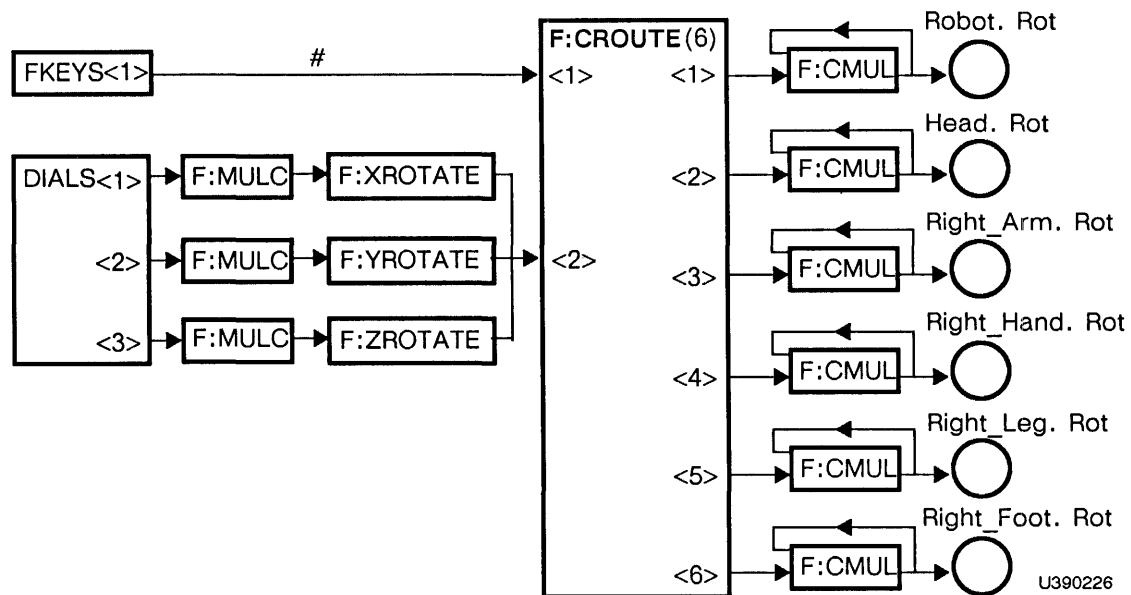 FKEYS<1>
#
DIALS<1>
<2>
<3>
F:MULC
F:XROTATE
F:MULC
F:YROTATE
F:MULC
F:ZROTATE
F:CROUTE(6)
<1>
<2>
<1>
<2>
<3>
<4>
<5>
<6>
Robot. Rot
F:CMUL
Head. Rot
F:CMUL
Right_Arm. Rot
F:CMUL
Right_Hand. Rot
F:CMUL
Right_Leg. Rot
F:CMUL
Right_Foot. Rot
F:CMUL
U390226